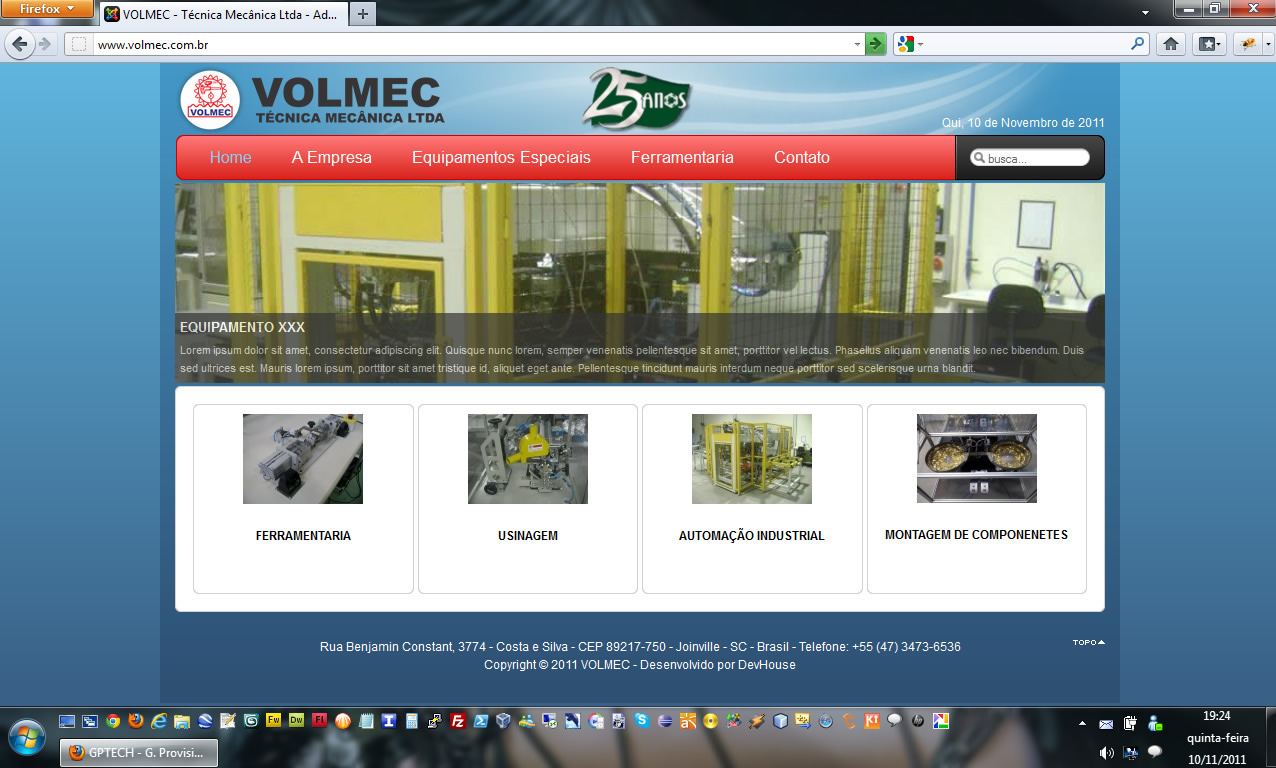 Firefox
VOLMEC - Técnica Mecânica Ltda - Ad...
www.volmec.com.br
VOLMEC
VOLMEC
TÉCNICA MECÂNICA LTDA
25 ANOS
Qui, 10 de Novembro de 2011
Home A Empresa Equipamentos Especiais Ferramentaria Contato
busca...
EQUIPAMENTO XXX
Lorem ipsum dolor sit amet, consectetur adipiscing elit. Quisque nunc lorem, semper venenatis pellentesque sit amet, porttitor vel lectus. Phasellus aliquam venenatis leo nec bibendum. Duis
sed ultrices est. Mauris lorem ipsum, porttitor sit amet tristique id, aliquet eget ante. Pellentesque tincidunt mauris interdum neque porttitor sed scelerisque urna blandit.
FERRAMENTARIA
USINAGEM
AUTOMAÇÃO INDUSTRIAL
MONTAGEM DE COMPONENETES
Rua Benjamin Constant, 3774 - Costa e Silva - CEP 89217-750 - Joinville - SC - Brasil - Telefone: +55 (47) 3473-6536
TOPO
Copyright © 2011 VOLMEC - Desenvolvido por DevHouse
Fw Dw Fl
19:24
quinta-feira
10/11/2011
GPTECH - G. Provisi...